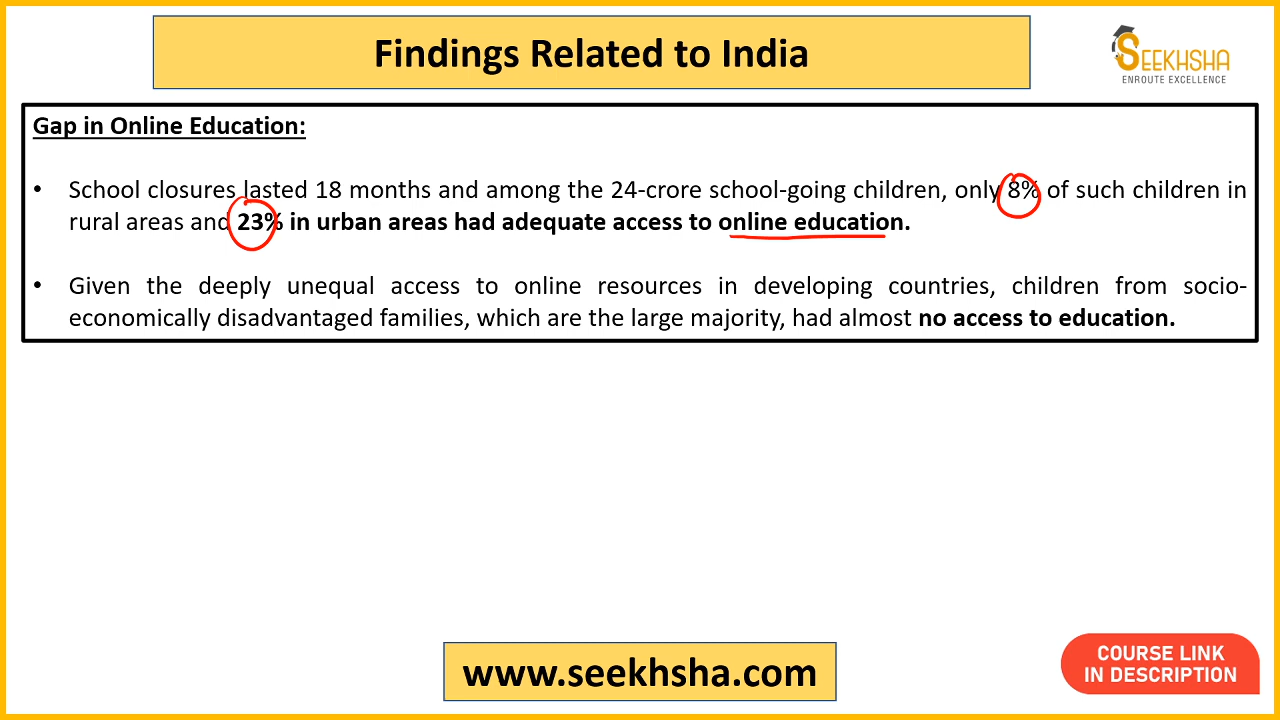 Findings Related to India
SEEKHSHA
ENROUTE EXCELLENCE
Gap in Online Education:
• School closures lasted 18 months and among the 24-crore school-going children, only 8% of such children in
rural areas and 23% in urban areas had adequate access to online education.
• Given the deeply unequal access to online resources in developing countries, children from socio-
economically disadvantaged families, which are the large majority, had almost no access to education.
www.seekhsha.com
COURSE LINK
IN DESCRIPTION